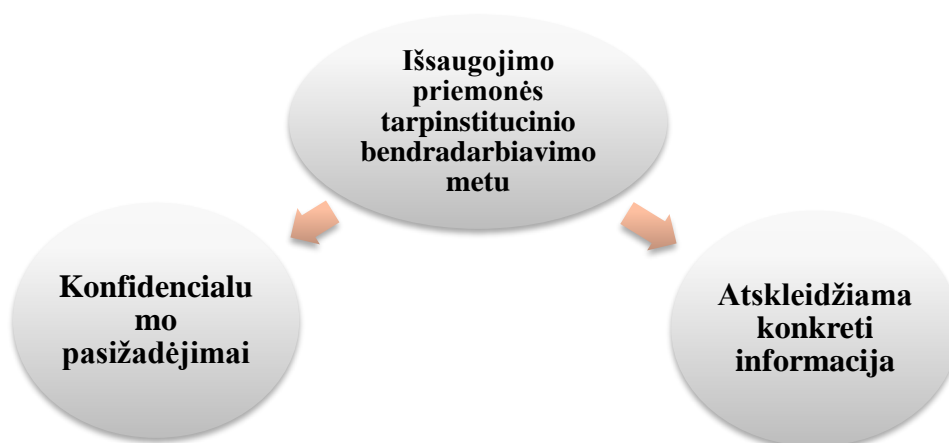 Išsaugojimo
priemonės
tarpinstitucinio
bendradarbiavimo
metu
Konfidencialu
mo
pasižadėjimai
Atskleidžiama
konkreti
informacija